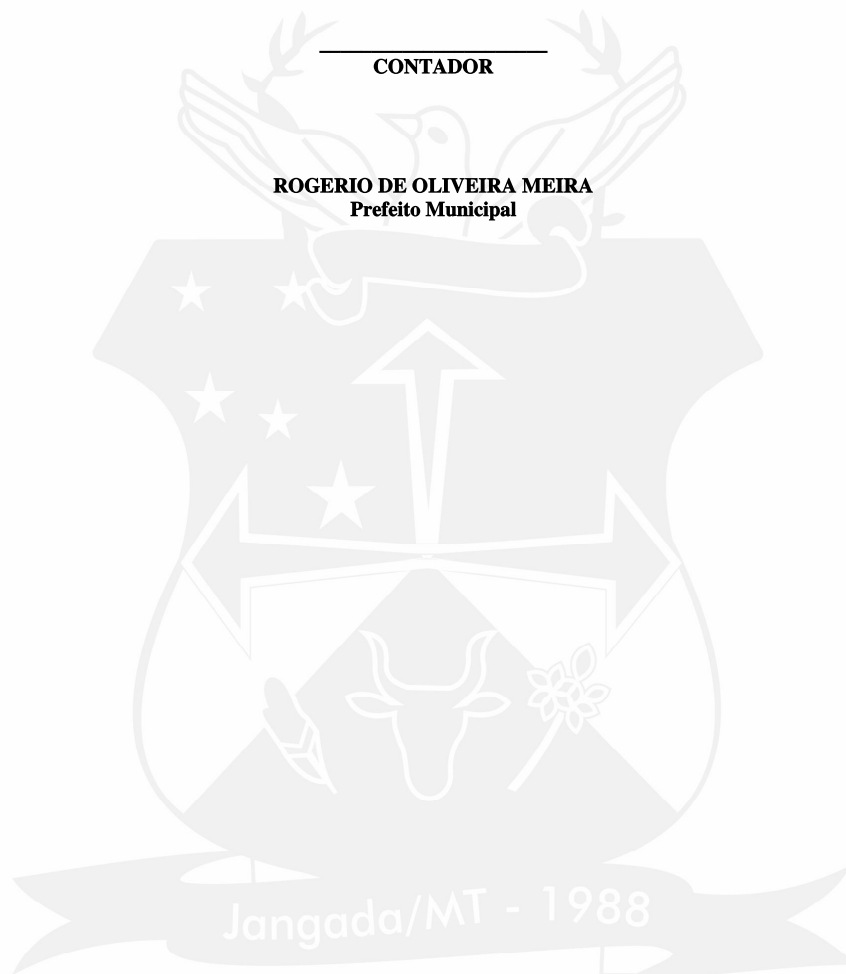 CONTADOR
ROGERIO DE OLIVEIRA MEIRA
Prefeito Municipal
Jangada/MT - 1988